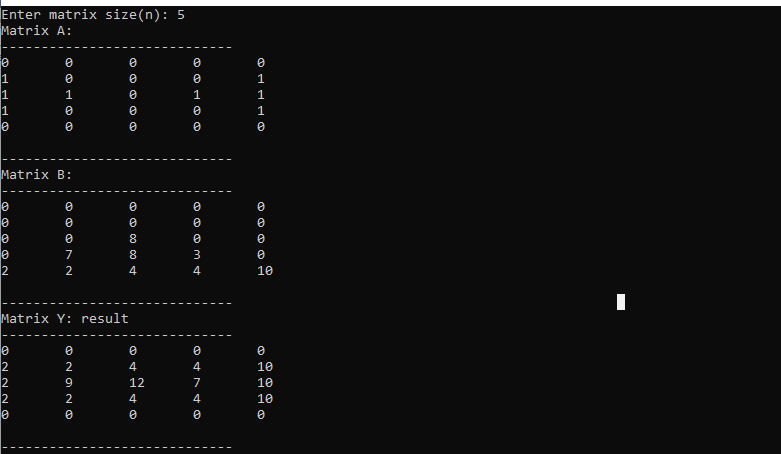 Enter matrix size(n): 5
Matrix A:
-----------------------------
0 0 0 0 0
1 0 0 0 1
1 1 0 1 1
1 0 0 0 1
0 0 0 0 0
-----------------------------
Matrix B:
-----------------------------
0 0 0 0 0
0 0 0 0 0
0 0 8 0 0
0 7 8 3 0
2 2 4 4 10
-----------------------------
Matrix Y: result
-----------------------------
0 0 0 0 0
2 2 4 4 10
2 9 12 7 10
2 2 4 4 10
0 0 0 0 0
-----------------------------